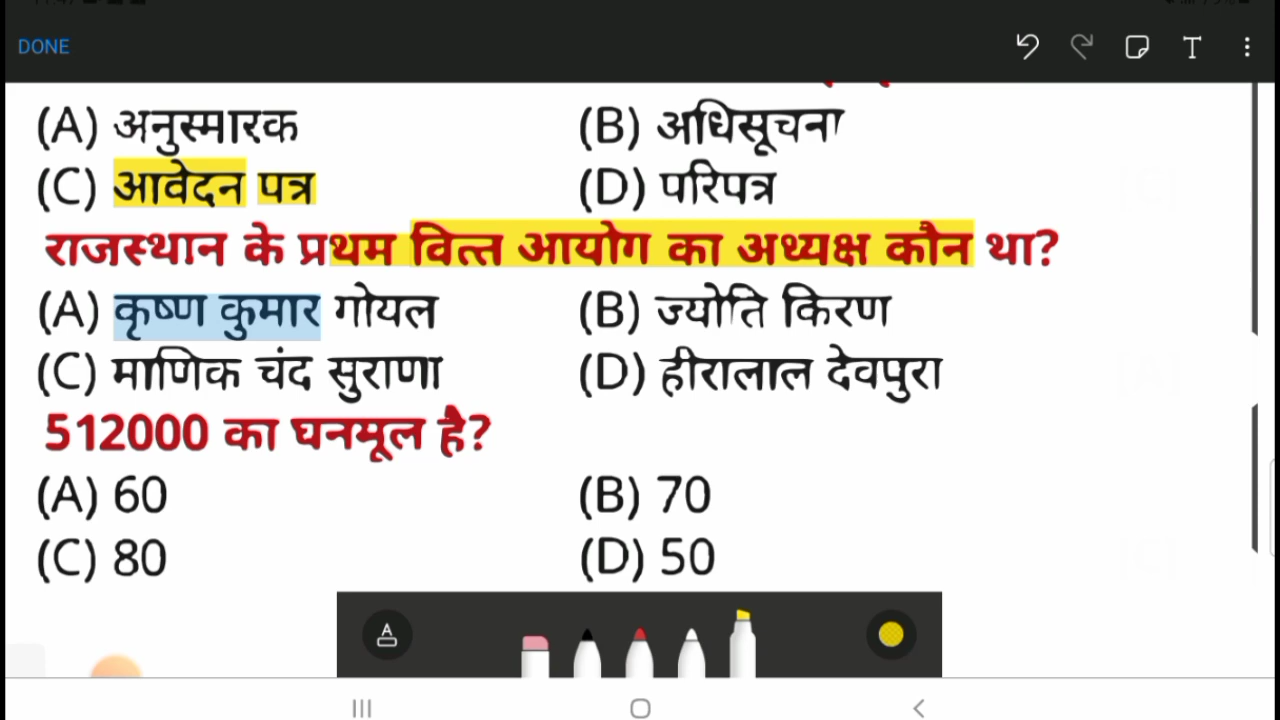 DONE
(A) अनुस्मारक (B) अधिसूचना
(C) आवेदन पत्र (D) परिपत्र
राजस्थान के प्रथम वित्त आयोग का अध्यक्ष कौन था?
(A) कृष्ण कुमार गोयल (B) ज्योति किरण
(C) माणिक चंद सुराणा (D) हीरालाल देवपुरा
512000 का घनमूल है?
(A) 60 (B) 70
(C) 80 (D) 50